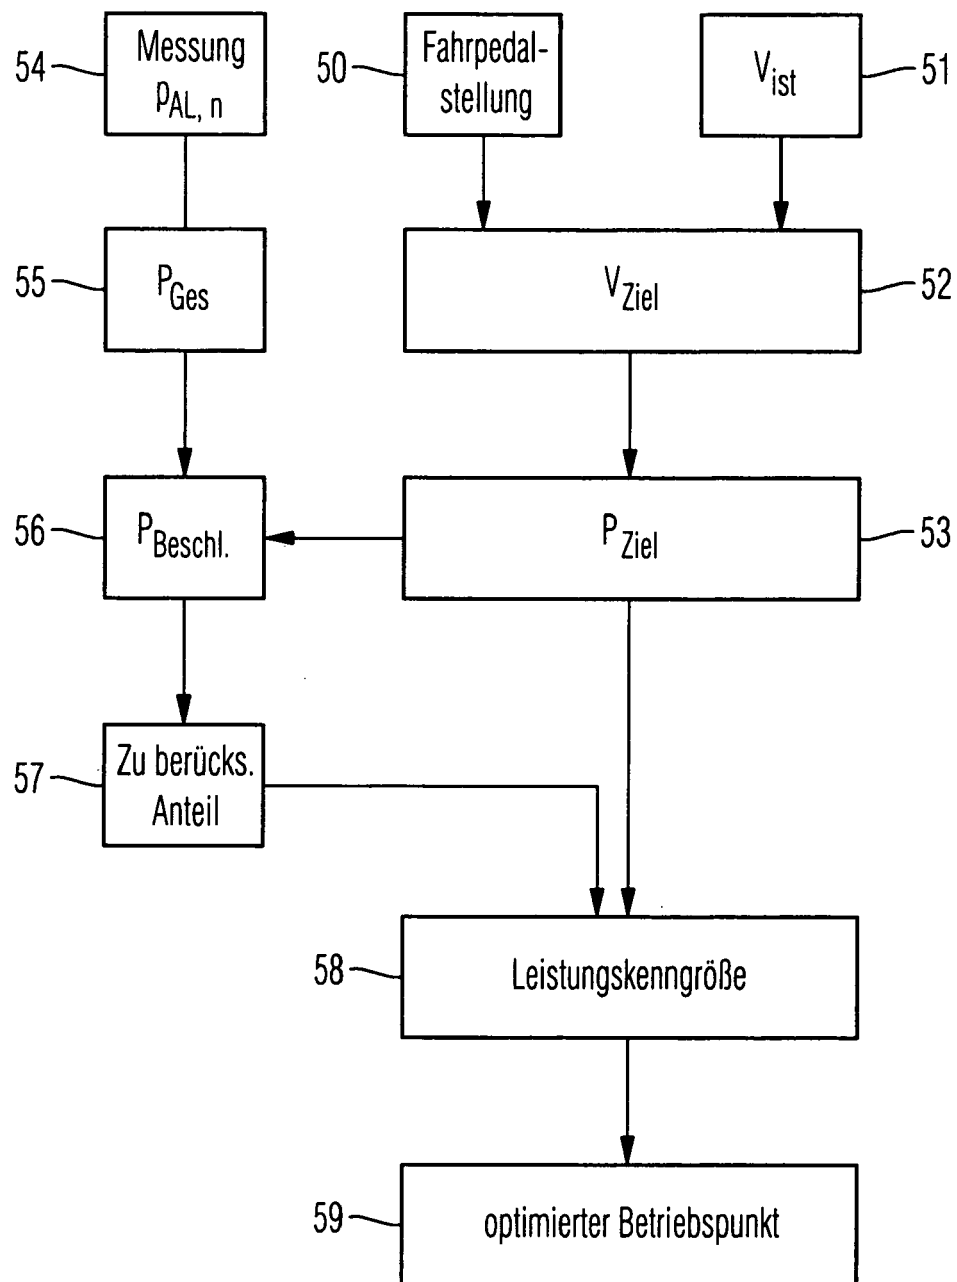 54
Messung
pAL, n
50
Fahrpedal-
stellung
Vist
51
55
PGes
VZiel
52
56
PBeschl.
PZiel
53
57
Zu berücks.
Anteil
58
Leistungskenngröße
59
optimierter Betriebspunkt